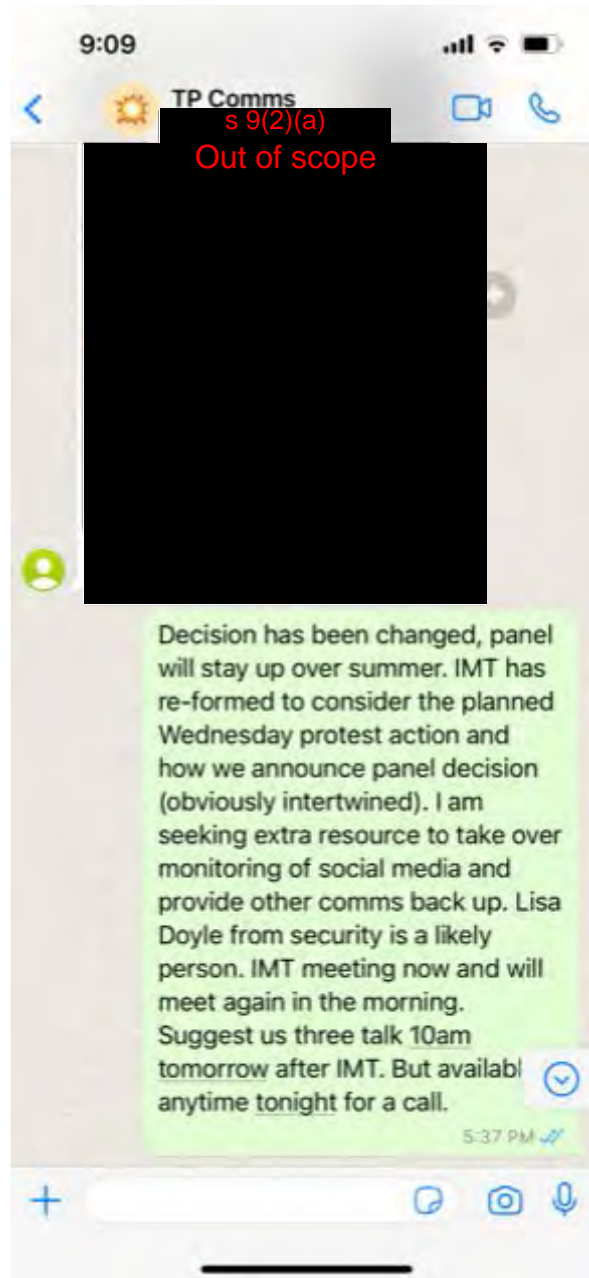 9:09
TP Comms
s 9(2)(a)
Out of scope
Decision has been changed, panel
will stay up over summer. IMT has
re-formed to consider the planned
Wednesday protest action and
how we announce panel decision
(obviously intertwined). I am
seeking extra resource to take over
monitoring of social media and
provide other comms back up. Lisa
Doyle from security is a likely
person. IMT meeting now and will
meet again in the morning.
Suggest us three talk 10am
tomorrow after IMT. But availabl
anytime tonight for a call.
5:37 PM